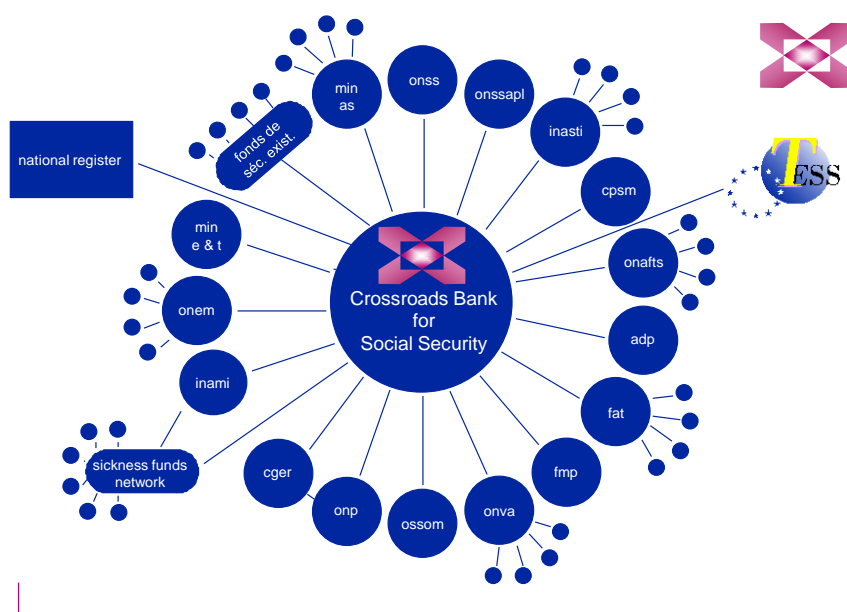 min
as
onss
onssapl
inasti
fonds de
séc. exist.
national register
TESS
cpsm
min
e & t
onafts
Crossroads Bank
for
Social Security
onem
adp
inami
fat
sickness funds
network
cger
fmp
onp
ossom
onva